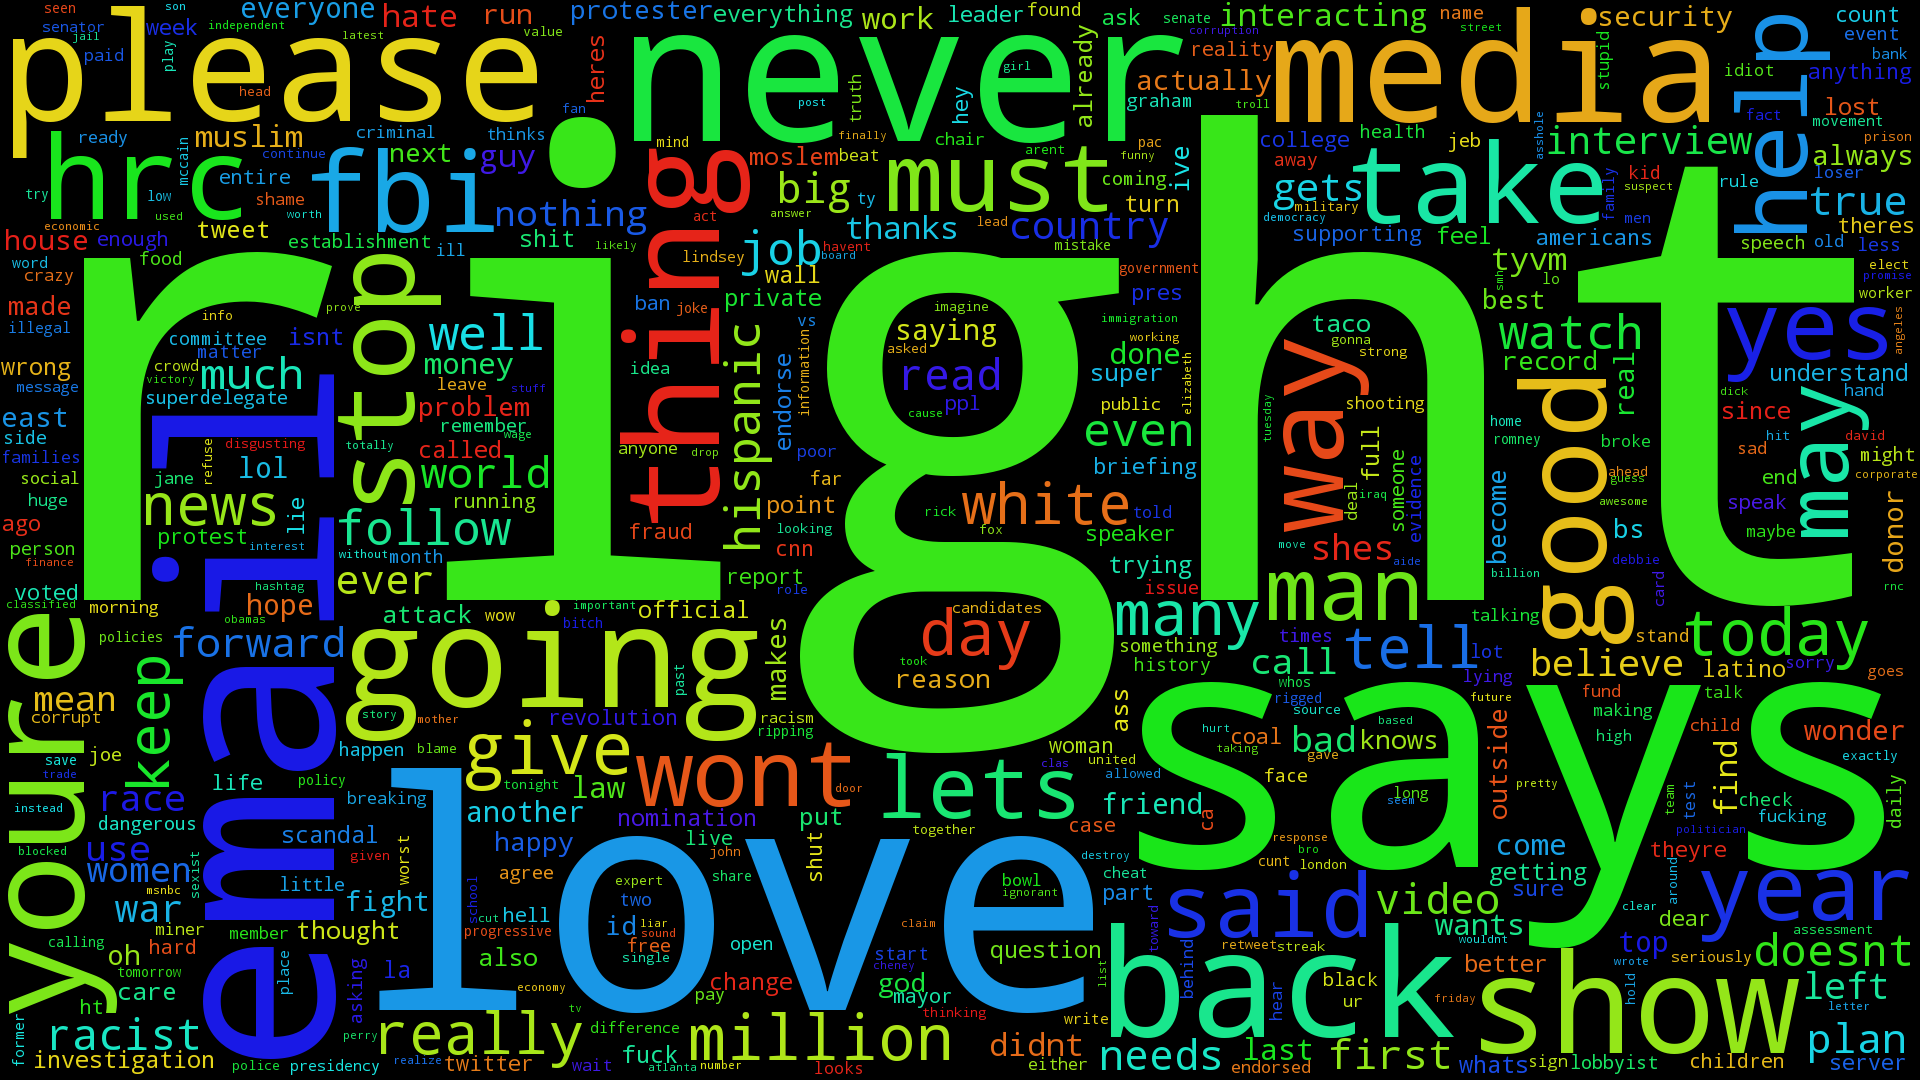 right
says
love
email
never
please
media
thing
going
stop
back
show
good
way
take
must
help
hrc
fbi
youre
said
year
yes
may
today
man
many
tell
wont
lets
give
million
really
day
white
news
follow
world
well
job
big
even
watch
believe
forward
keep
ever
hispanic
much
country
nothing
muslim
thanks
read
saying
gets
interview
true
always
americans
supporting
security
interacting
actually
everyone
hate
run
protester
everything
work
leader
found
ask
senate
corruption
name
street
count
event
bank
anything
idiot
stupid
lost
movement
fact
prison
loser
rule
kid
suspect
men
family
jeb
health
college
away
military
democracy
feel
speech
old
less
theres
elect
promise
worker
tyvm
lo
best
smh
record
real
understand
hand
since
dick
sad
hit
david
might
corporate
angeles
broke
ahead
guess
awesome
end
speak
maybe
donor
bs
debbie
card
rnc
home
romney
become
billion
talking
stand
latino
sorry
goes
talk
fund
making
high
child
wonder
exactly
find
check
fucking
daily
test
team
politician
theyre
outside
pretty
come
getting
sure
around
dear
clear
doesnt
assessment
seriously
top
wrote
hold
left
letter
plan
server
children
lobbyist
sign
whats
first
last
endorsed
needs
either
write
didnt
thinking
looks
mayor
god
pay
change
start
cheney
question
open
list
toward
behind
retweet
streak
hear
black
ur
friday
better
wouldnt
wants
video
cunt
london
bro
response
part
cheat
destroy
case
friend
allowed
together
ca
coal
bad
knows
face
long
seem
taking
gave
hurt
based
source
rigged
whos
future
lying
lot
call
times
history
something
woman
united
clas
ass
reason
took
candidates
issue
trying
speaker
told
briefing
super
done
public
ppl
cause
asked
imagine
rick
fox
elizabeth
working
immigration
government
pres
mistake
lead
turn
coming
funny
pac
arent
chair
graham
already
reality
troll
hey
girl
truth
post
finally
beat
moslem
mind
heres
fan
thinks
guy
next
criminal
ready
head
paid
senator
jail
seen
son
independent
week
play
latest
value
continue
entire
shame
worth
low
used
mccain
try
economic
tweet
establishment
ill
shit
likely
act
ty
answer
ive
havent
board
wall
lindsey
private
joke
ban
vs
idea
endorse
information
poor
far
point
looking
cnn
report
role
fraud
anyone
drop
money
leave
stuff
problem
remember
wage
called
running
totally
without
month
attack
wow
important
bitch
official
makes
racism
ripping
past
revolution
mother
story
blame
happen
tonight
law
door
another
nomination
put
live
shut
john
share
happy
agree
hell
cut
school
progressive
expert
two
liar
id
sound
free
single
claim
bowl
ignorant
also
economy
tv
difference
wait
fuck
twitter
realize
perry
atlanta
number
presidency
police
investigation
racist
former
ht
care
tomorrow
oh
calling
hard
miner
member
thought
place
asking
la
war
women
use
msnbc
sexist
little
fight
given
worst
scandal
breaking
blocked
dangerous
race
instead
trade
save
life
policy
joe
corrupt
mean
policies
morning
classified
obamas
hope
hashtag
voted
finance
person
ago
huge
social
families
side
east
message
wrong
illegal
made
crazy
word
house
enough
food
info
prove
isnt
committee
matter
crowd
victory
superdelegate
disgusting
refuse
jane
lol
lie
protest
interest
taco
gonna
strong
shooting
full
deal
iraq
someone
evidence
shes
move
aide
tuesday